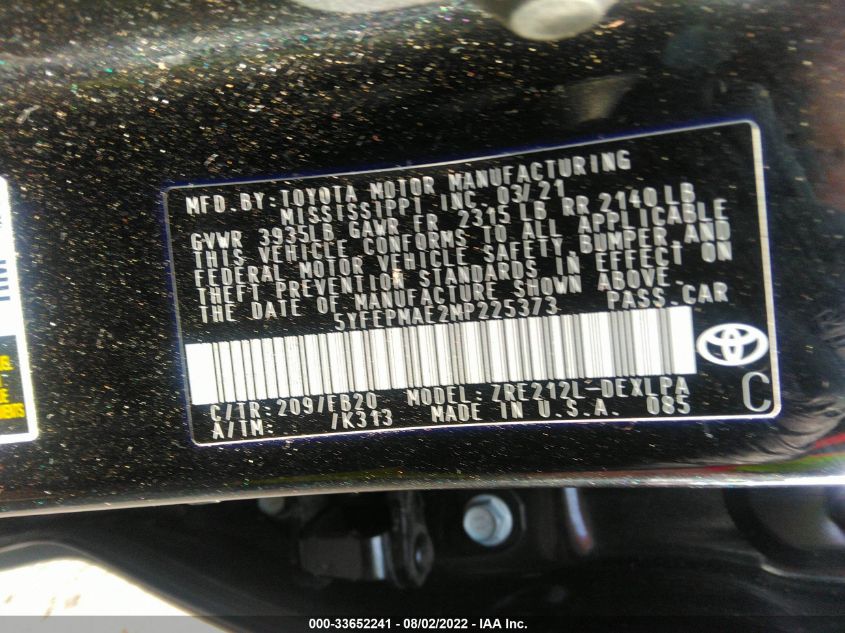 MFD. BY: TOYOTA MOTOR MANUFACTURING
MISSISSIPPI INC. 03/21
GVWR 3935LB GAWR FR 2315 LB RR 2140 LB
THIS VEHICLE CONFORMS TO ALL APPLICABLE
FEDERAL MOTOR VEHICLE SAFETY, BUMPER, AND
THEFT PREVENTION STANDARDS IN EFFECT ON
THE DATE OF MANUFACTURE SHOWN ABOVE.
5YFEPMAE2MP225373 PASS. CAR
C/TR: 209/FB20 MODEL: ZRE212L-DEXLPA
A/TM: /K313 MADE IN U.S.A. 085
C
000-33652241 - 08/02/2022 - IAA Inc.